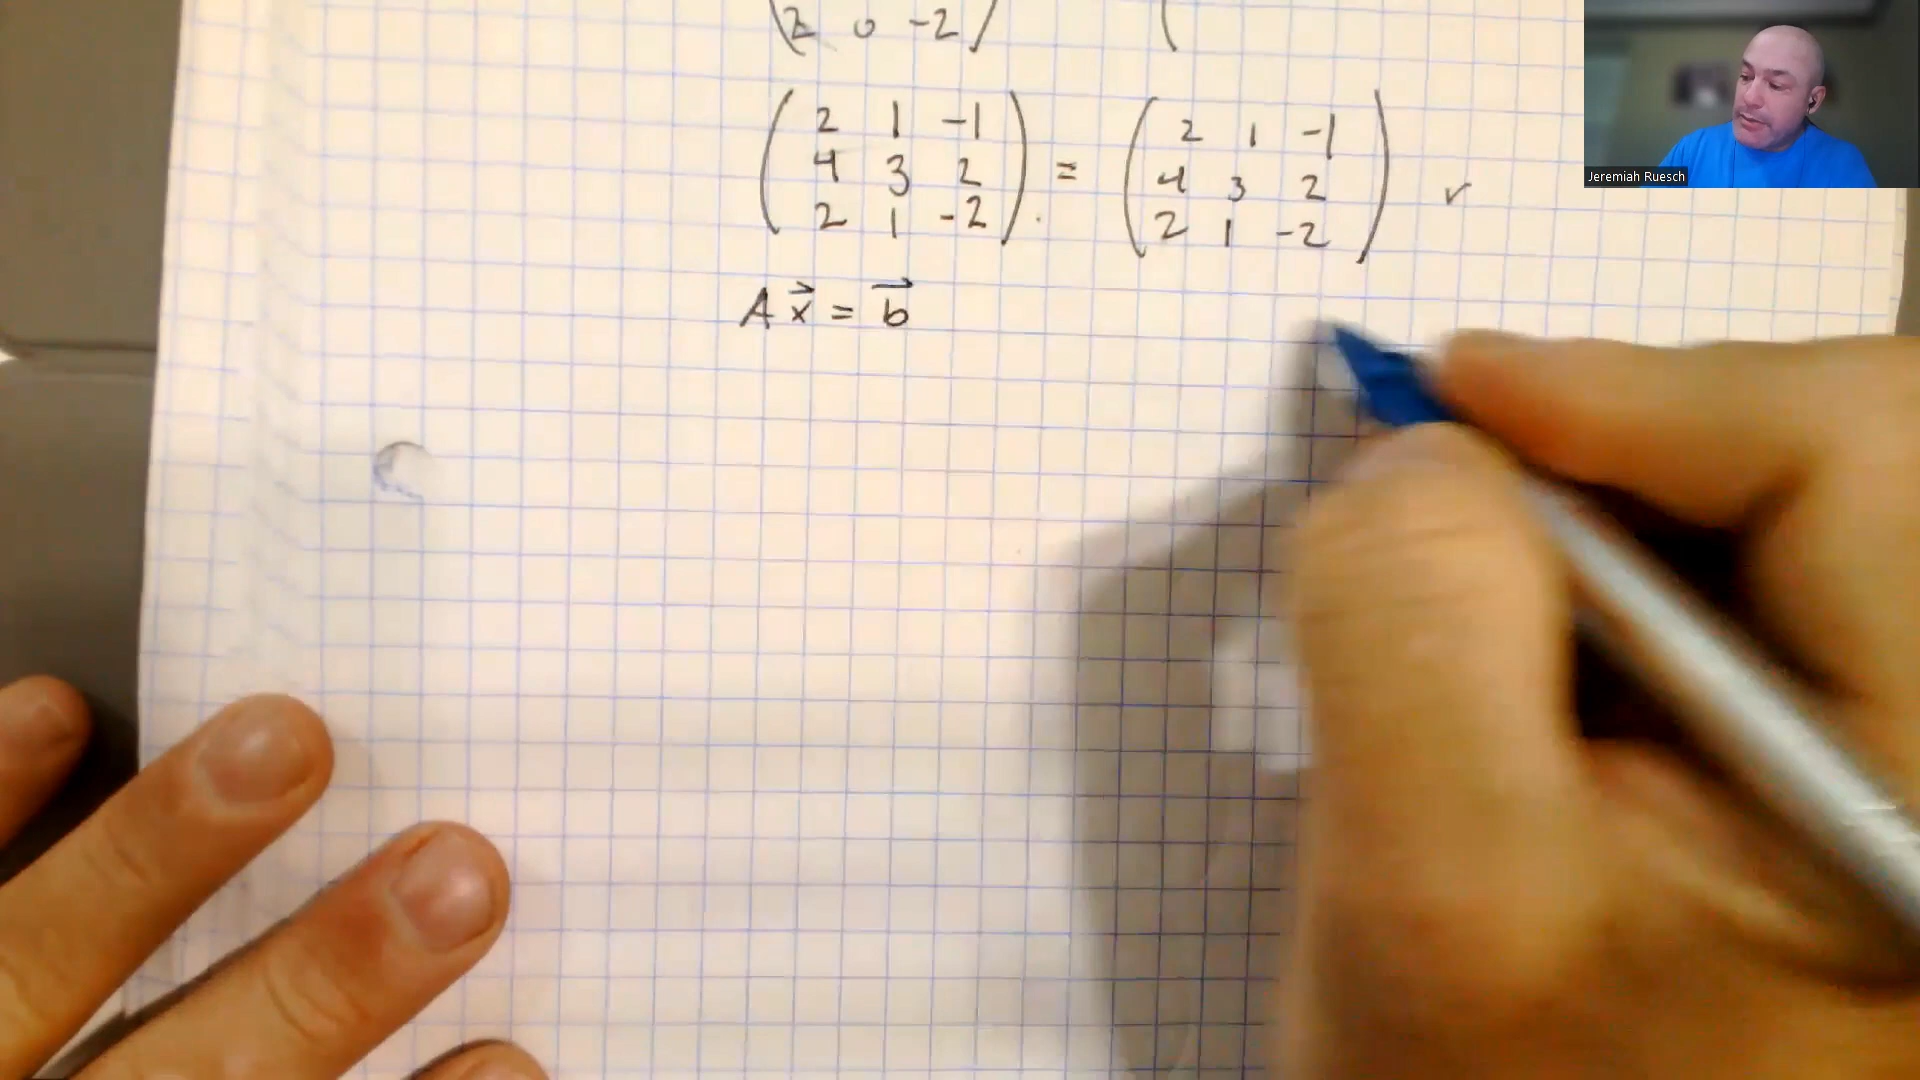 2 0 -2
2 1 -1 2 1 -1
4 3 2 = 4 3 2 ✓
2 1 -2 . 2 1 -2
A x⃗ = b⃗
Jeremiah Ruesch